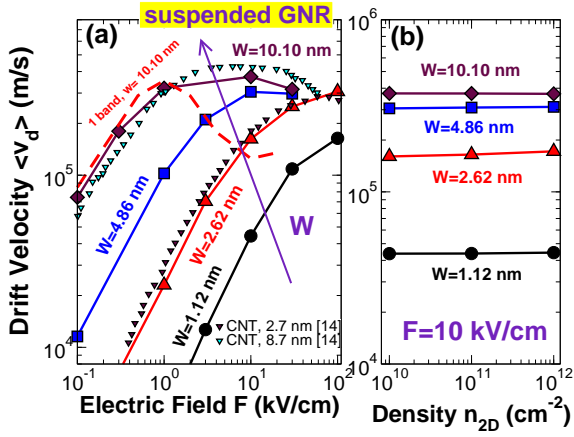 suspended GNR
(a)
W=10.10 nm
1 band, w= 10.10 nm
W=4.86 nm
W=2.62 nm
W=1.12 nm
W
CNT, 2.7 nm [14]
CNT, 8.7 nm [14]
Drift Velocity <v_d> (m/s)
10^5
10^4
10^-1
10^0
10^1
10^2
Electric Field F (kV/cm)
(b)
W=10.10 nm
W=4.86 nm
W=2.62 nm
W=1.12 nm
F=10 kV/cm
10^6
10^5
10^4
10^10
10^11
10^12
Density n_2D (cm^-2)